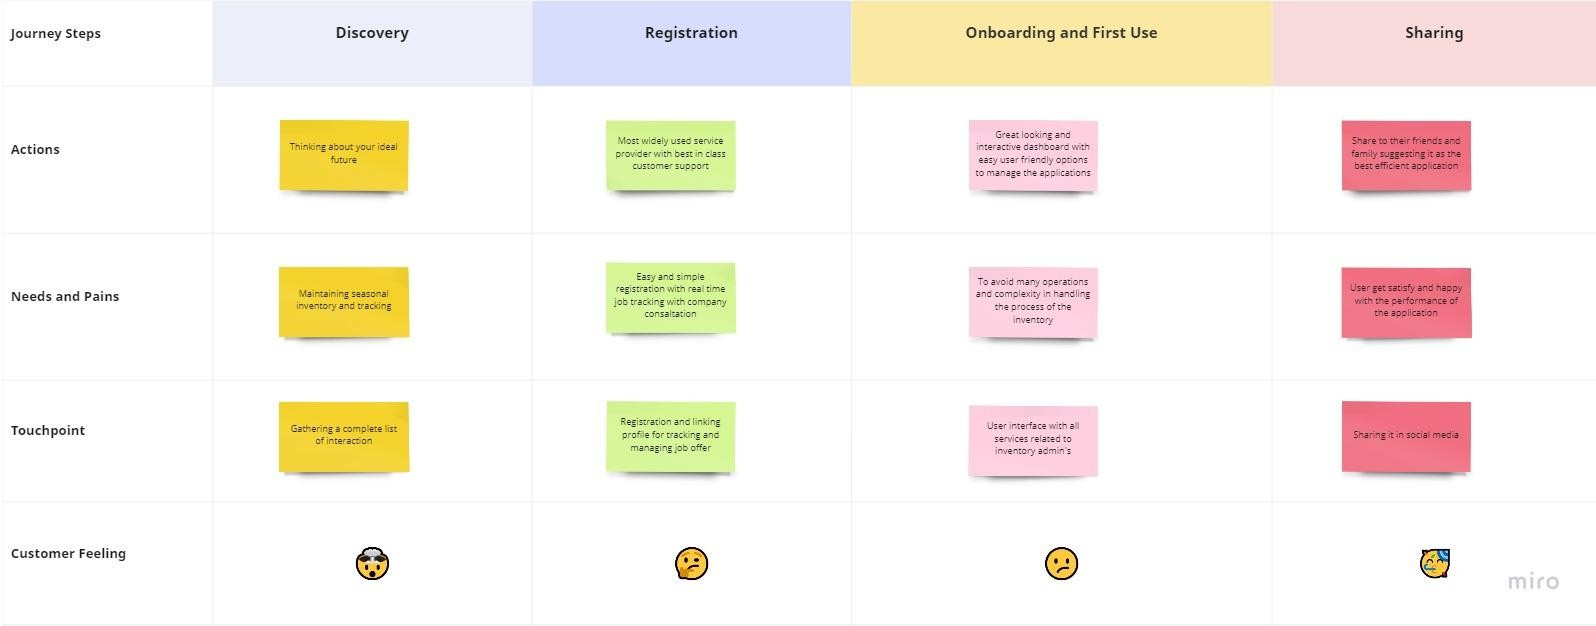 Journey Steps
Discovery
Registration
Onboarding and First Use
Sharing
Actions
Thinking about your ideal
future
Most widely used service
provider with best in class
customer support
Great looking and
interactive dashboard with
easy user friendly options
to manage the applications
Share to their friends and
family suggesting it as the
best efficient application
Needs and Pains
Maintaining seasonal
inventory and tracking
Easy and simple
registration with real time
job tracking with company
consaltation
To avoid many operations
and complexity in handling
the process of the
inventory
User get satisfy and happy
with the performance of
the application
Touchpoint
Gathering a complete list
of interaction
Registration and linking
profile for tracking and
managing job offer
User interface with all
services related to
inventory admin's
Sharing it in social media
Customer Feeling
miro